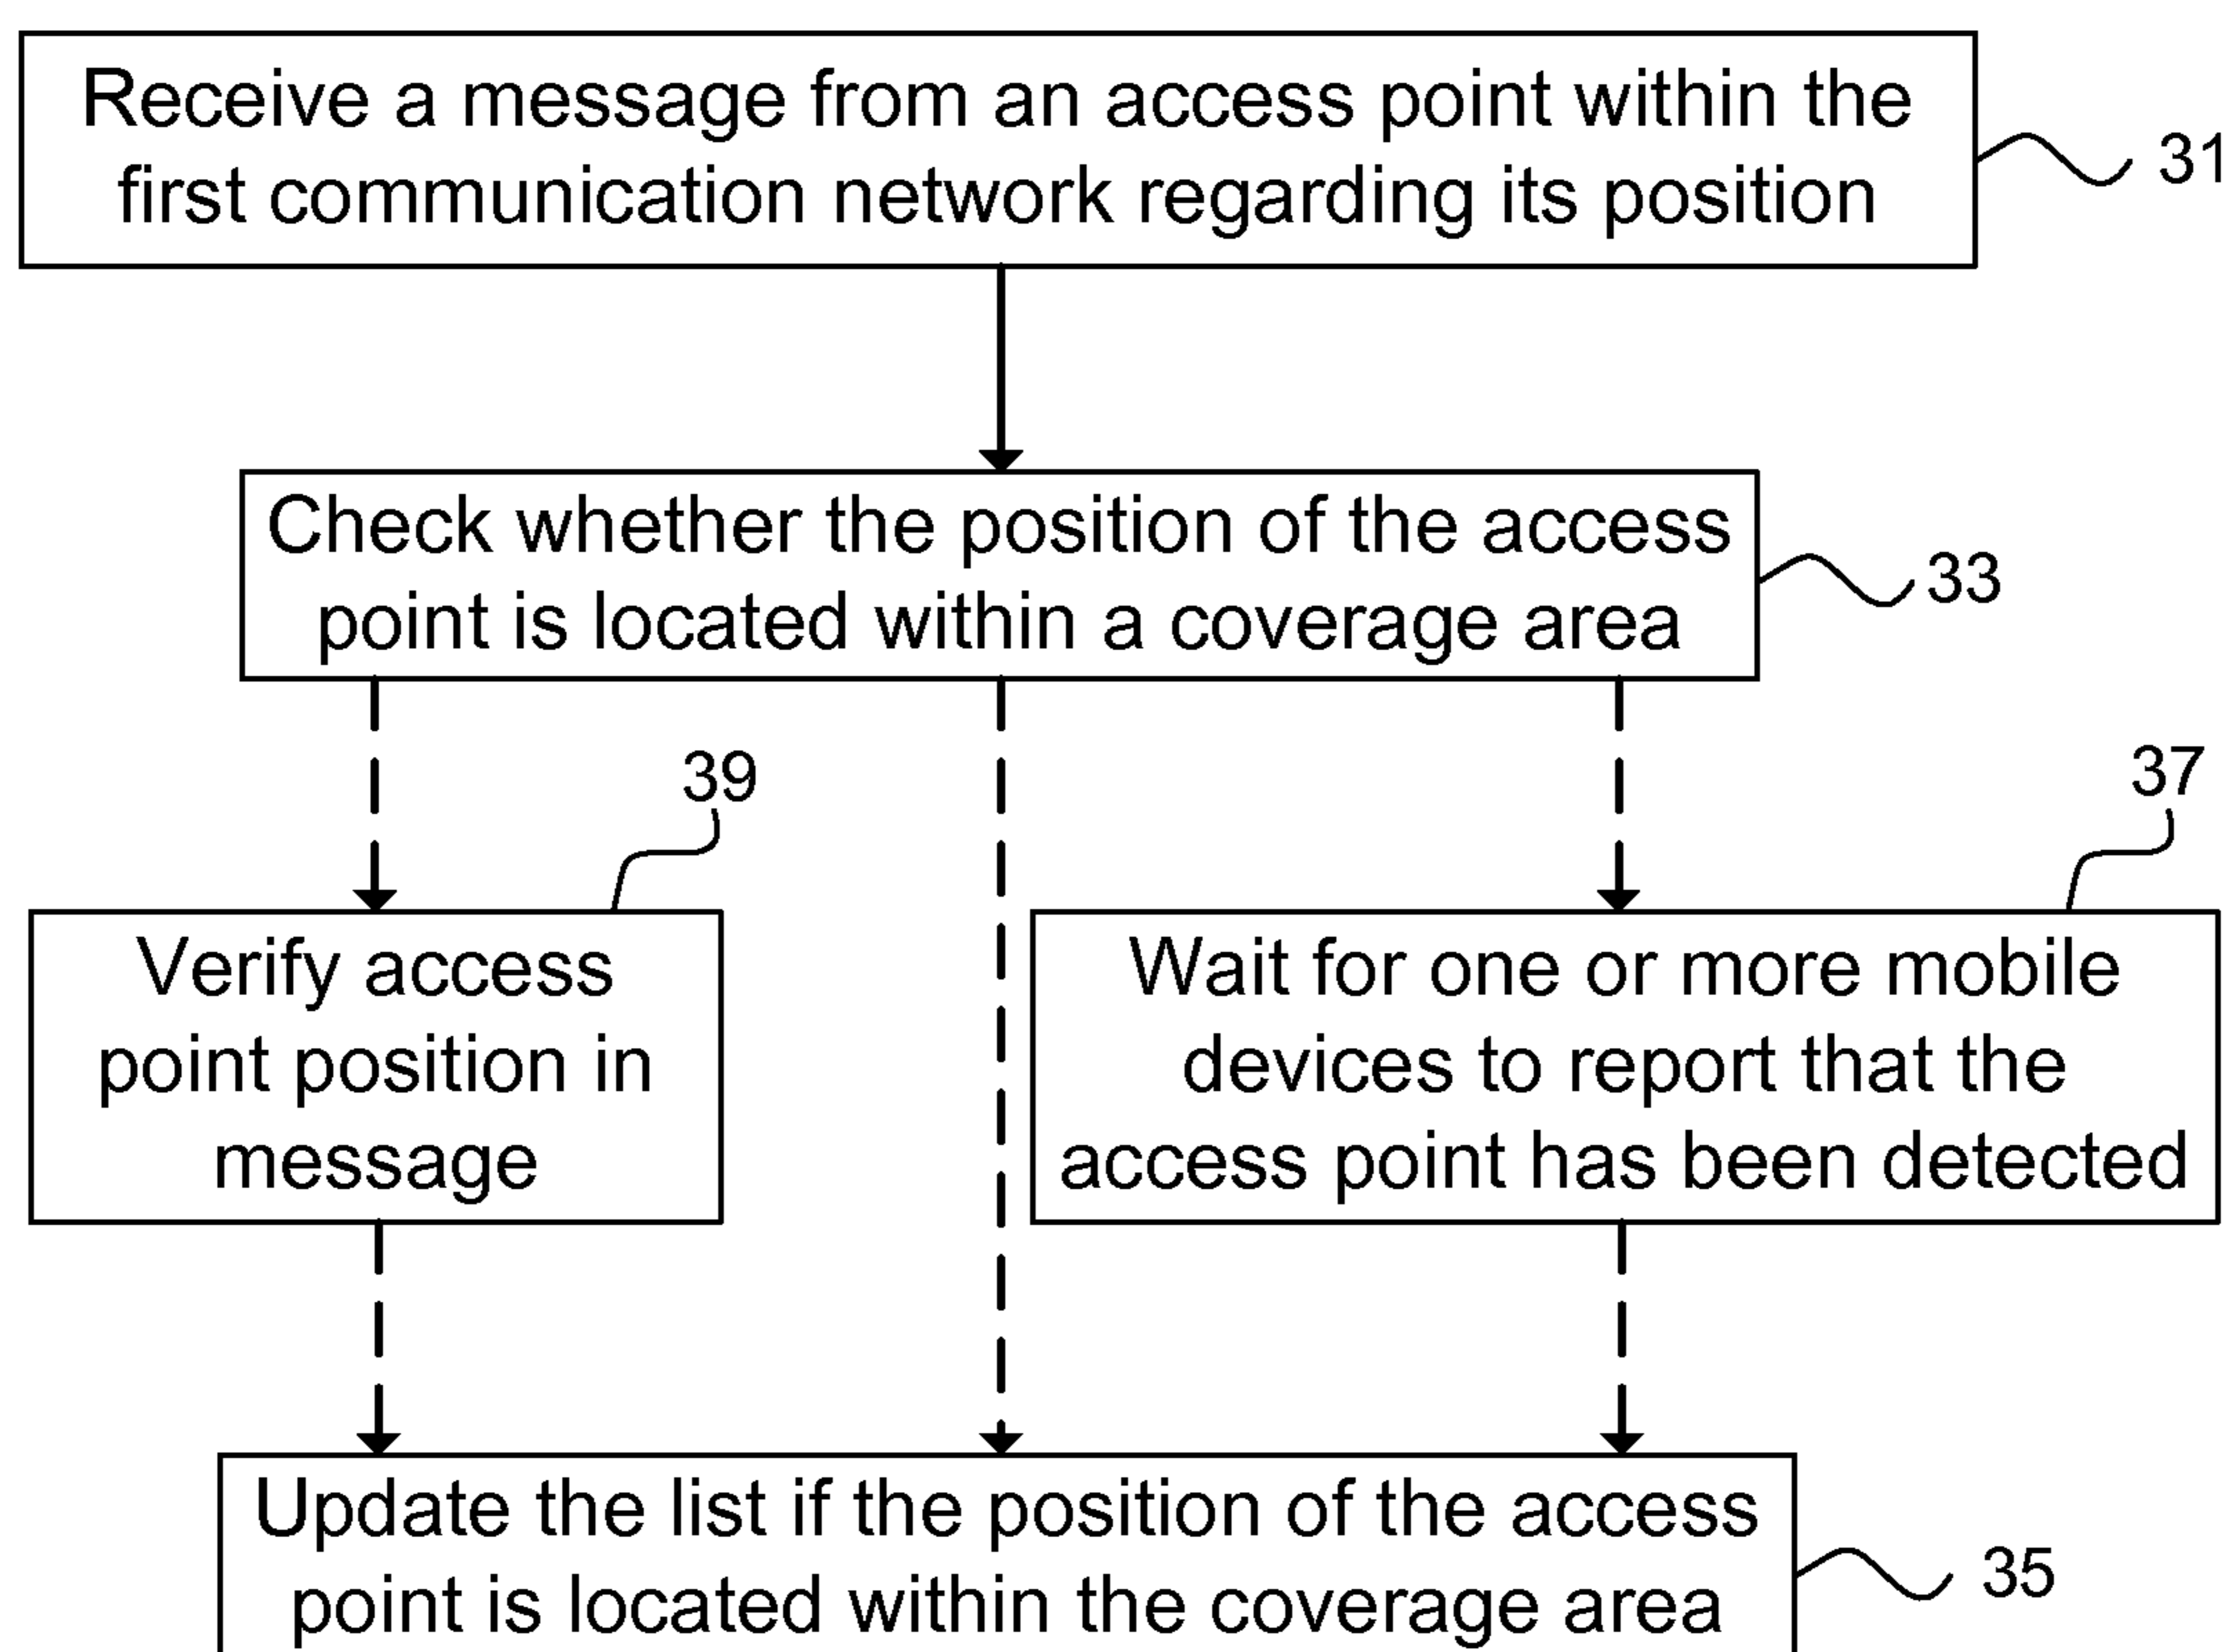 Receive a message from an access point within the
first communication network regarding its position
31
Check whether the position of the access
point is located within a coverage area
33
39
37
Verify access
point position in
message
Wait for one or more mobile
devices to report that the
access point has been detected
Update the list if the position of the access
point is located within the coverage area
35